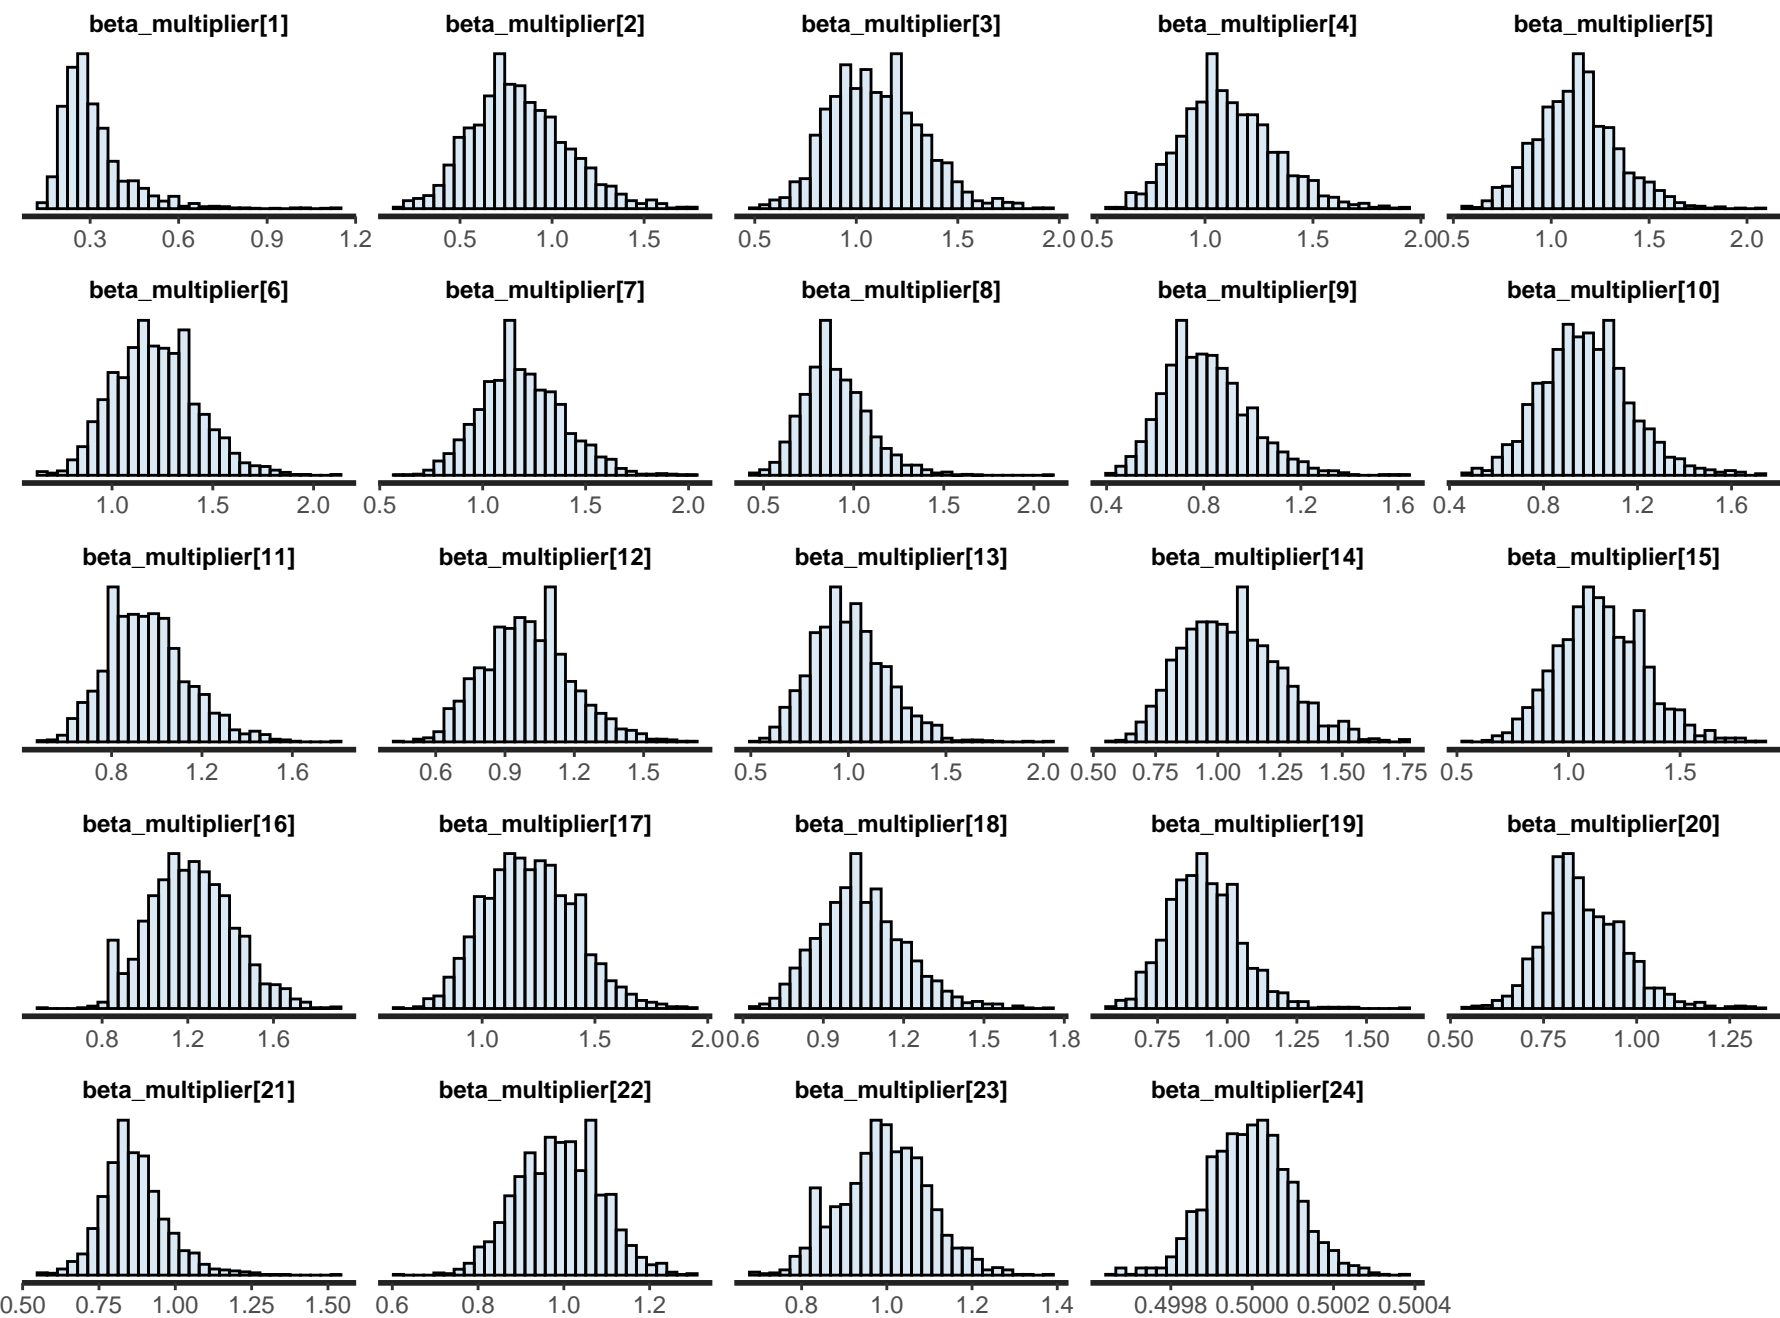 beta_multiplier[1] beta_multiplier[2] beta_multiplier[3] beta_multiplier[4] beta_multiplier[5]
0.3 0.6 0.9 1.2 0.5 1.0 1.5 0.5 1.0 1.5 2.0 0.5 1.0 1.5 2.0 0.5 1.0 1.5 2.0
beta_multiplier[6] beta_multiplier[7] beta_multiplier[8] beta_multiplier[9] beta_multiplier[10]
1.0 1.5 2.0 0.5 1.0 1.5 2.0 0.5 1.0 1.5 2.0 0.4 0.8 1.2 1.6 0.4 0.8 1.2 1.6
beta_multiplier[11] beta_multiplier[12] beta_multiplier[13] beta_multiplier[14] beta_multiplier[15]
0.8 1.2 1.6 0.6 0.9 1.2 1.5 0.5 1.0 1.5 2.0 0.50 0.75 1.00 1.25 1.50 1.75 0.5 1.0 1.5
beta_multiplier[16] beta_multiplier[17] beta_multiplier[18] beta_multiplier[19] beta_multiplier[20]
0.8 1.2 1.6 1.0 1.5 2.0 0.6 0.9 1.2 1.5 1.8 0.75 1.00 1.25 1.50 0.50 0.75 1.00 1.25
beta_multiplier[21] beta_multiplier[22] beta_multiplier[23] beta_multiplier[24]
0.50 0.75 1.00 1.25 1.50 0.6 0.8 1.0 1.2 0.8 1.0 1.2 1.4 0.4998 0.5000 0.5002 0.5004